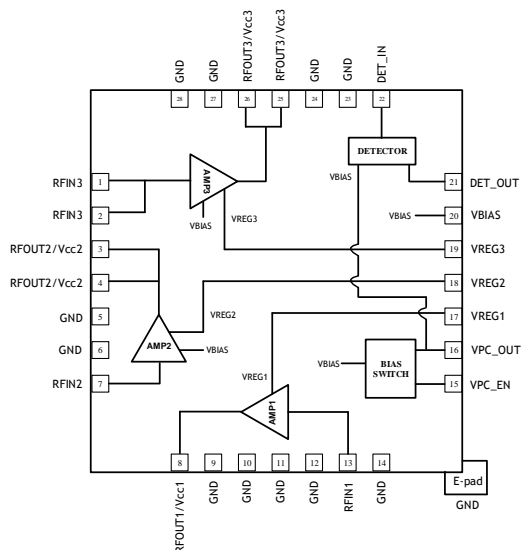 GND
GND
RFOUT3/Vcc3
RFOUT3/Vcc3
GND
GND
DET_IN
28
27
26
25
24
23
22
DETECTOR
RFIN3
1
AMP3
VBIAS
21
DET_OUT
RFIN3
2
VBIAS
VREG3
VBIAS
20
VBIAS
RFOUT2/Vcc2
3
19
VREG3
RFOUT2/Vcc2
4
18
VREG2
GND
5
VREG2
17
VREG1
GND
6
AMP2
VBIAS
16
VPC_OUT
VBIAS
BIAS
SWITCH
RFIN2
7
VREG1
15
VPC_EN
AMP1
8
9
10
11
12
13
14
RFOUT1/Vcc1
GND
GND
GND
GND
RFIN1
GND
E-pad
GND